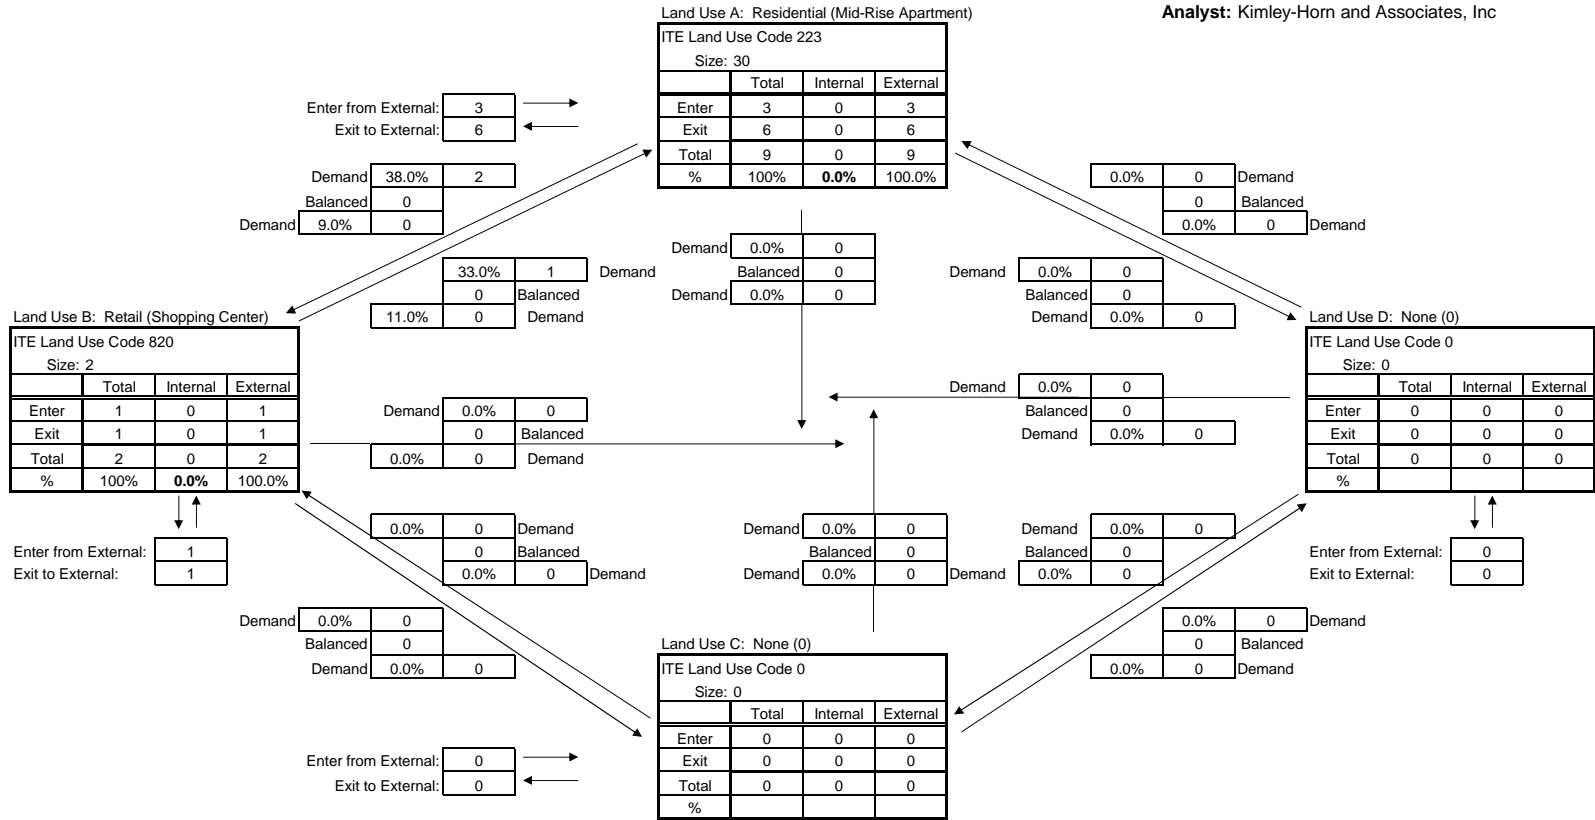 Land Use A: Residential (Mid-Rise Apartment)
Analyst: Kimley-Horn and Associates, Inc
ITE Land Use Code 223
Size: 30
Total Internal External
Enter 3 0 3
Exit 6 0 6
Total 9 0 9
% 100% 0.0% 100.0%
Enter from External: 3
Exit to External: 6
Demand 38.0% 2
Balanced 0
Demand 9.0% 0
33.0% 1 Demand
0 Balanced
11.0% 0 Demand
Demand 0.0% 0
Balanced 0
Demand 0.0% 0
0.0% 0 Demand
0 Balanced
0.0% 0 Demand
Demand 0.0% 0
Balanced 0
Demand 0.0% 0
Land Use B: Retail (Shopping Center)
ITE Land Use Code 820
Size: 2
Total Internal External
Enter 1 0 1
Exit 1 0 1
Total 2 0 2
% 100% 0.0% 100.0%
Enter from External: 1
Exit to External: 1
Demand 0.0% 0
0 Balanced
0.0% 0 Demand
Demand 0.0% 0
Balanced 0
Demand 0.0% 0
Land Use D: None (0)
ITE Land Use Code 0
Size: 0
Total Internal External
Enter 0 0 0
Exit 0 0 0
Total 0 0 0
%
Enter from External: 0
Exit to External: 0
0.0% 0 Demand
0 Balanced
0.0% 0 Demand
Demand 0.0% 0
Balanced 0
Demand 0.0% 0
Demand 0.0% 0
Balanced 0
Demand 0.0% 0
Demand 0.0% 0
Balanced 0
Demand 0.0% 0
0.0% 0 Demand
0 Balanced
0.0% 0 Demand
Land Use C: None (0)
ITE Land Use Code 0
Size: 0
Total Internal External
Enter 0 0 0
Exit 0 0 0
Total 0 0 0
%
Enter from External: 0
Exit to External: 0